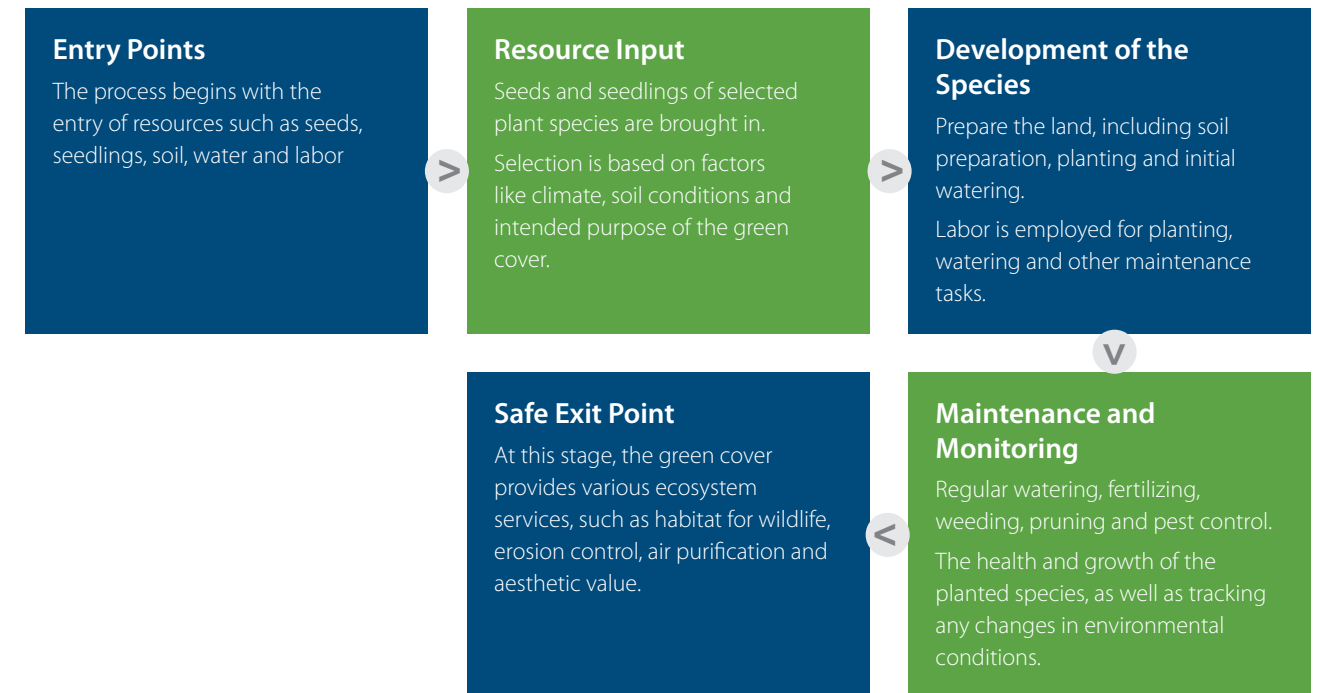 Entry Points
The process begins with the
entry of resources such as seeds,
seedlings, soil, water and labor
>
Resource Input
Seeds and seedlings of selected
plant species are brought in.
Selection is based on factors
like climate, soil conditions and
intended purpose of the green
cover.
>
Development of the
Species
Prepare the land, including soil
preparation, planting and initial
watering.
Labor is employed for planting,
watering and other maintenance
tasks.
>
Maintenance and
Monitoring
Regular watering, fertilizing,
weeding, pruning and pest control.
The health and growth of the
planted species, as well as tracking
any changes in environmental
conditions.
<
Safe Exit Point
At this stage, the green cover
provides various ecosystem
services, such as habitat for wildlife,
erosion control, air purification and
aesthetic value.